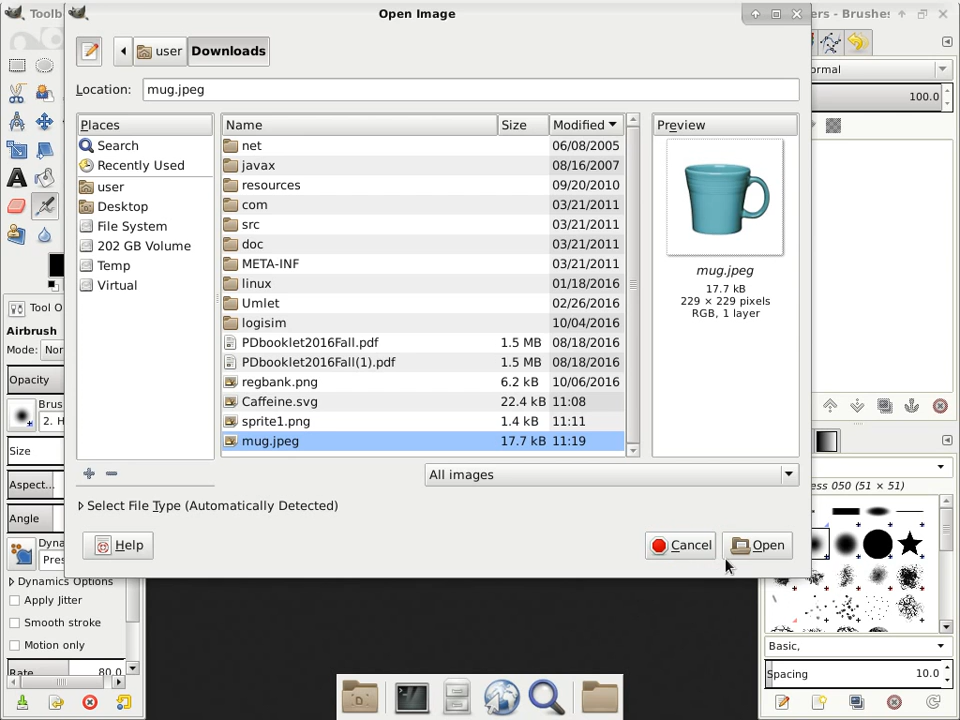 Toolb
Open Image
ers - Brushes
user
Downloads
Location:
mug.jpeg
ormal
100.0
Places
Name
Size
Modified
Preview
Search
Recently Used
user
Desktop
File System
202 GB Volume
Temp
Virtual
net 06/08/2005
javax 08/16/2007
resources 09/20/2010
com 03/21/2011
src 03/21/2011
doc 03/21/2011
META-INF 03/21/2011
linux 01/18/2016
Umlet 02/26/2016
logisim 10/04/2016
PDbooklet2016Fall.pdf 1.5 MB 08/18/2016
PDbooklet2016Fall(1).pdf 1.5 MB 08/18/2016
regbank.png 6.2 kB 10/06/2016
Caffeine.svg 22.4 kB 11:08
sprite1.png 1.4 kB 11:11
mug.jpeg 17.7 kB 11:19
mug.jpeg
17.7 kB
229 × 229 pixels
RGB, 1 layer
All images
Select File Type (Automatically Detected)
Help
Cancel
Open
Tool O
Airbrush
Mode: Nor
Opacity
Brus
2. H
Size
Aspect...
Angle
Dyna
Pres
Dynamics Options
Apply Jitter
Smooth stroke
Motion only
Rate 80.0
ess 050 (51 × 51)
Basic,
Spacing 10.0